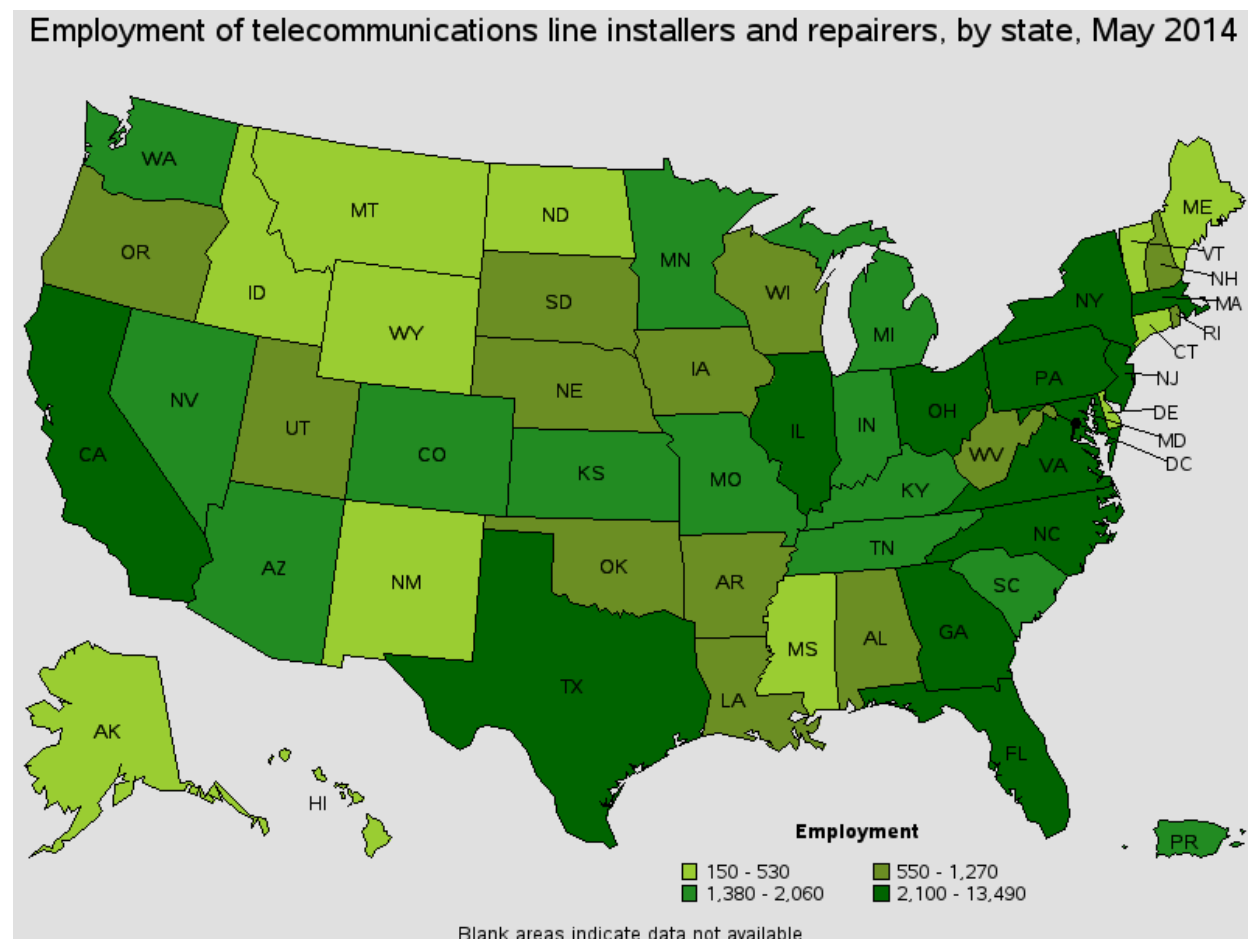 Employment of telecommunications line installers and repairers, by state, May 2014
WA
MT
ND
ME
OR
MN
VT
ID
SD
WI
NH
NY
MA
WY
MI
RI
CT
IA
PA
NJ
NE
NV
OH
DE
UT
IL
IN
MD
CA
CO
WV
VA
DC
KS
MO
KY
NC
TN
AZ
OK
NM
AR
SC
GA
MS
AL
TX
LA
AK
FL
HI
PR
Employment
150 - 530 550 - 1,270
1,380 - 2,060 2,100 - 13,490
Blank areas indicate data not available